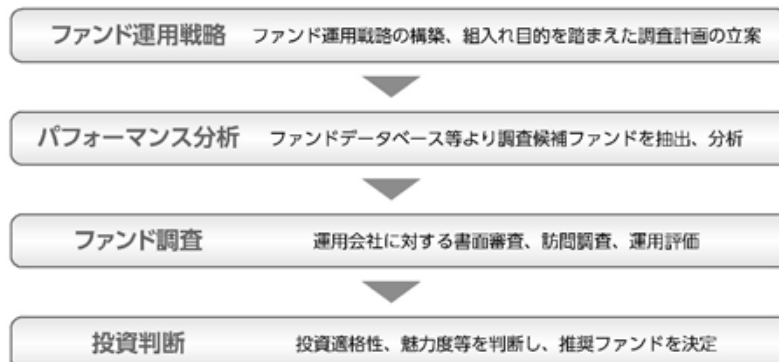 ファンド運用戦略 ファンド運用戦略の構築、組入れ目的を踏まえた調査計画の立案
パフォーマンス分析 ファンドデータベース等より調査候補ファンドを抽出、分析
ファンド調査 運用会社に対する書面審査、訪問調査、運用評価
投資判断 投資適格性、魅力度等を判断し、推奨ファンドを決定